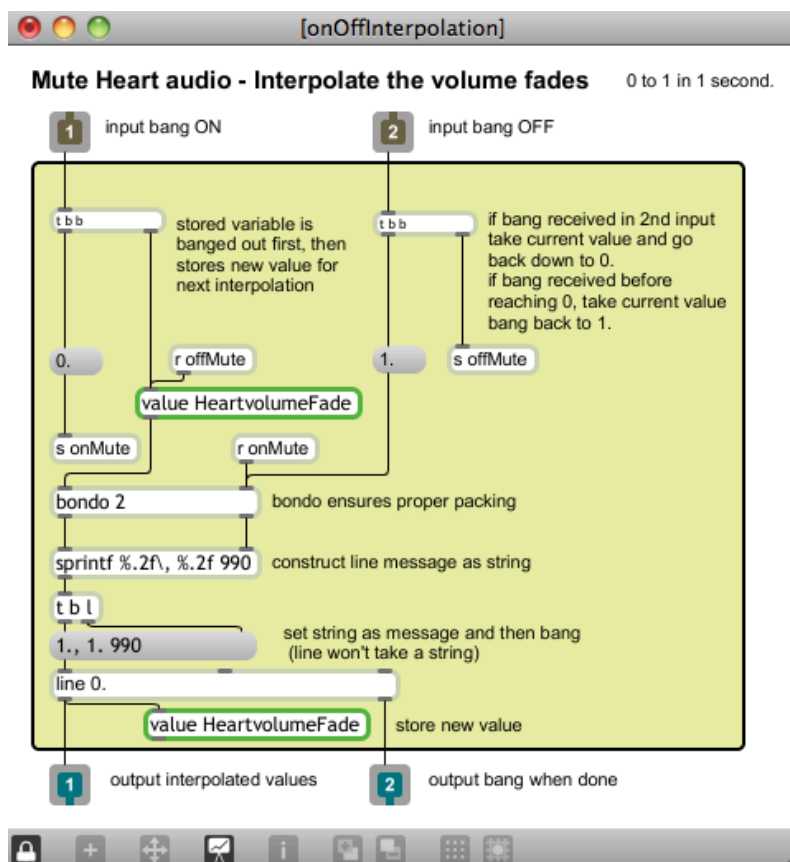 [onOffInterpolation]
Mute Heart audio - Interpolate the volume fades
0 to 1 in 1 second.
1
input bang ON
2
input bang OFF
t b b
stored variable is
banged out first, then
stores new value for
next interpolation
t b b
if bang received in 2nd input
take current value and go
back down to 0.
if bang received before
reaching 0, take current value
bang back to 1.
0.
r offMute
1.
s offMute
value HeartvolumeFade
s onMute
r onMute
bondo 2
bondo ensures proper packing
sprintf %.2f\, %.2f 990
construct line message as string
t b l
1., 1. 990
set string as message and then bang
(line won't take a string)
line 0.
value HeartvolumeFade
store new value
1
output interpolated values
2
output bang when done